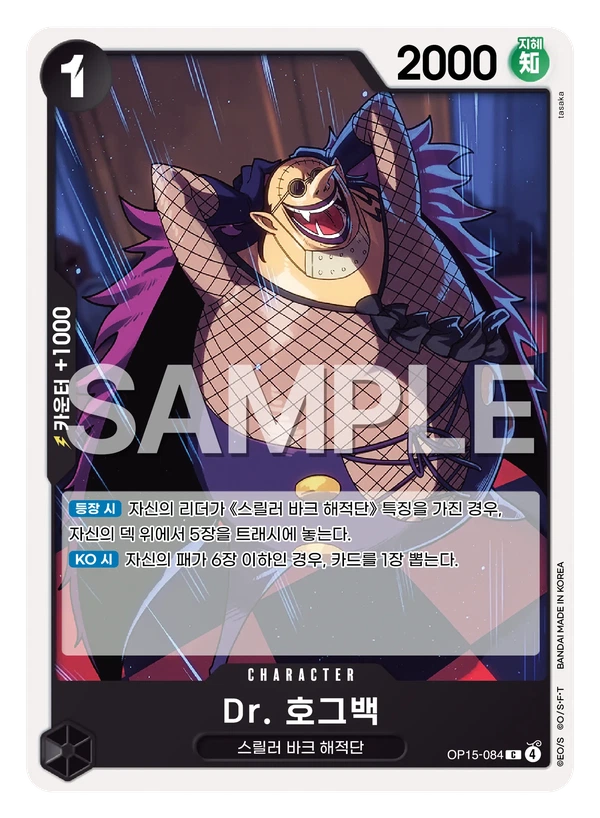 1
2000
지혜
知
tasaka
카운터 +1000
SAMPLE
등장 시 자신의 리더가 《스릴러 바크 해적단》 특징을 가진 경우,
자신의 덱 위에서 5장을 트래시에 놓는다.
KO 시 자신의 패가 6장 이하인 경우, 카드를 1장 뽑는다.
CHARACTER
Dr. 호그백
스릴러 바크 해적단
OP15-084 C 4
©EO/S ©O/S·F·T BANDAI MADE IN KOREA